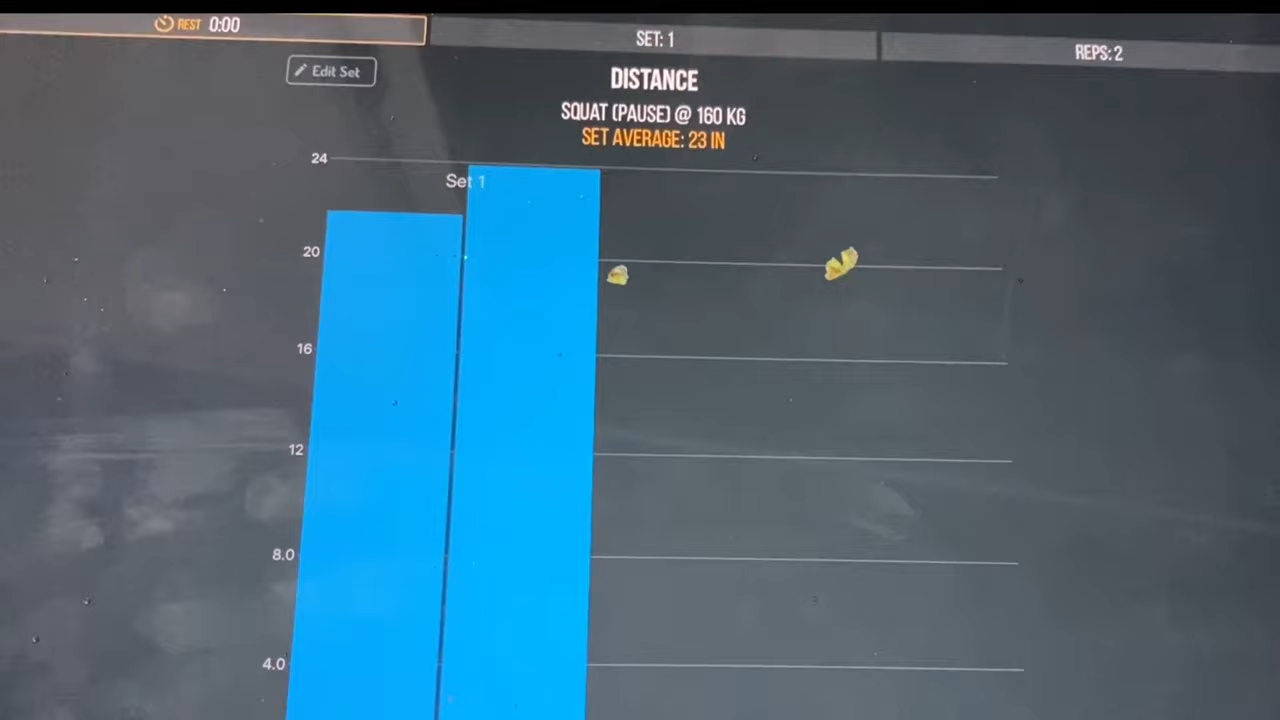 REST 0:00
SET: 1
REPS: 2
Edit Set
DISTANCE
SQUAT (PAUSE) @ 160 KG
SET AVERAGE: 23 IN
24
Set 1
20
16
12
8.0
4.0